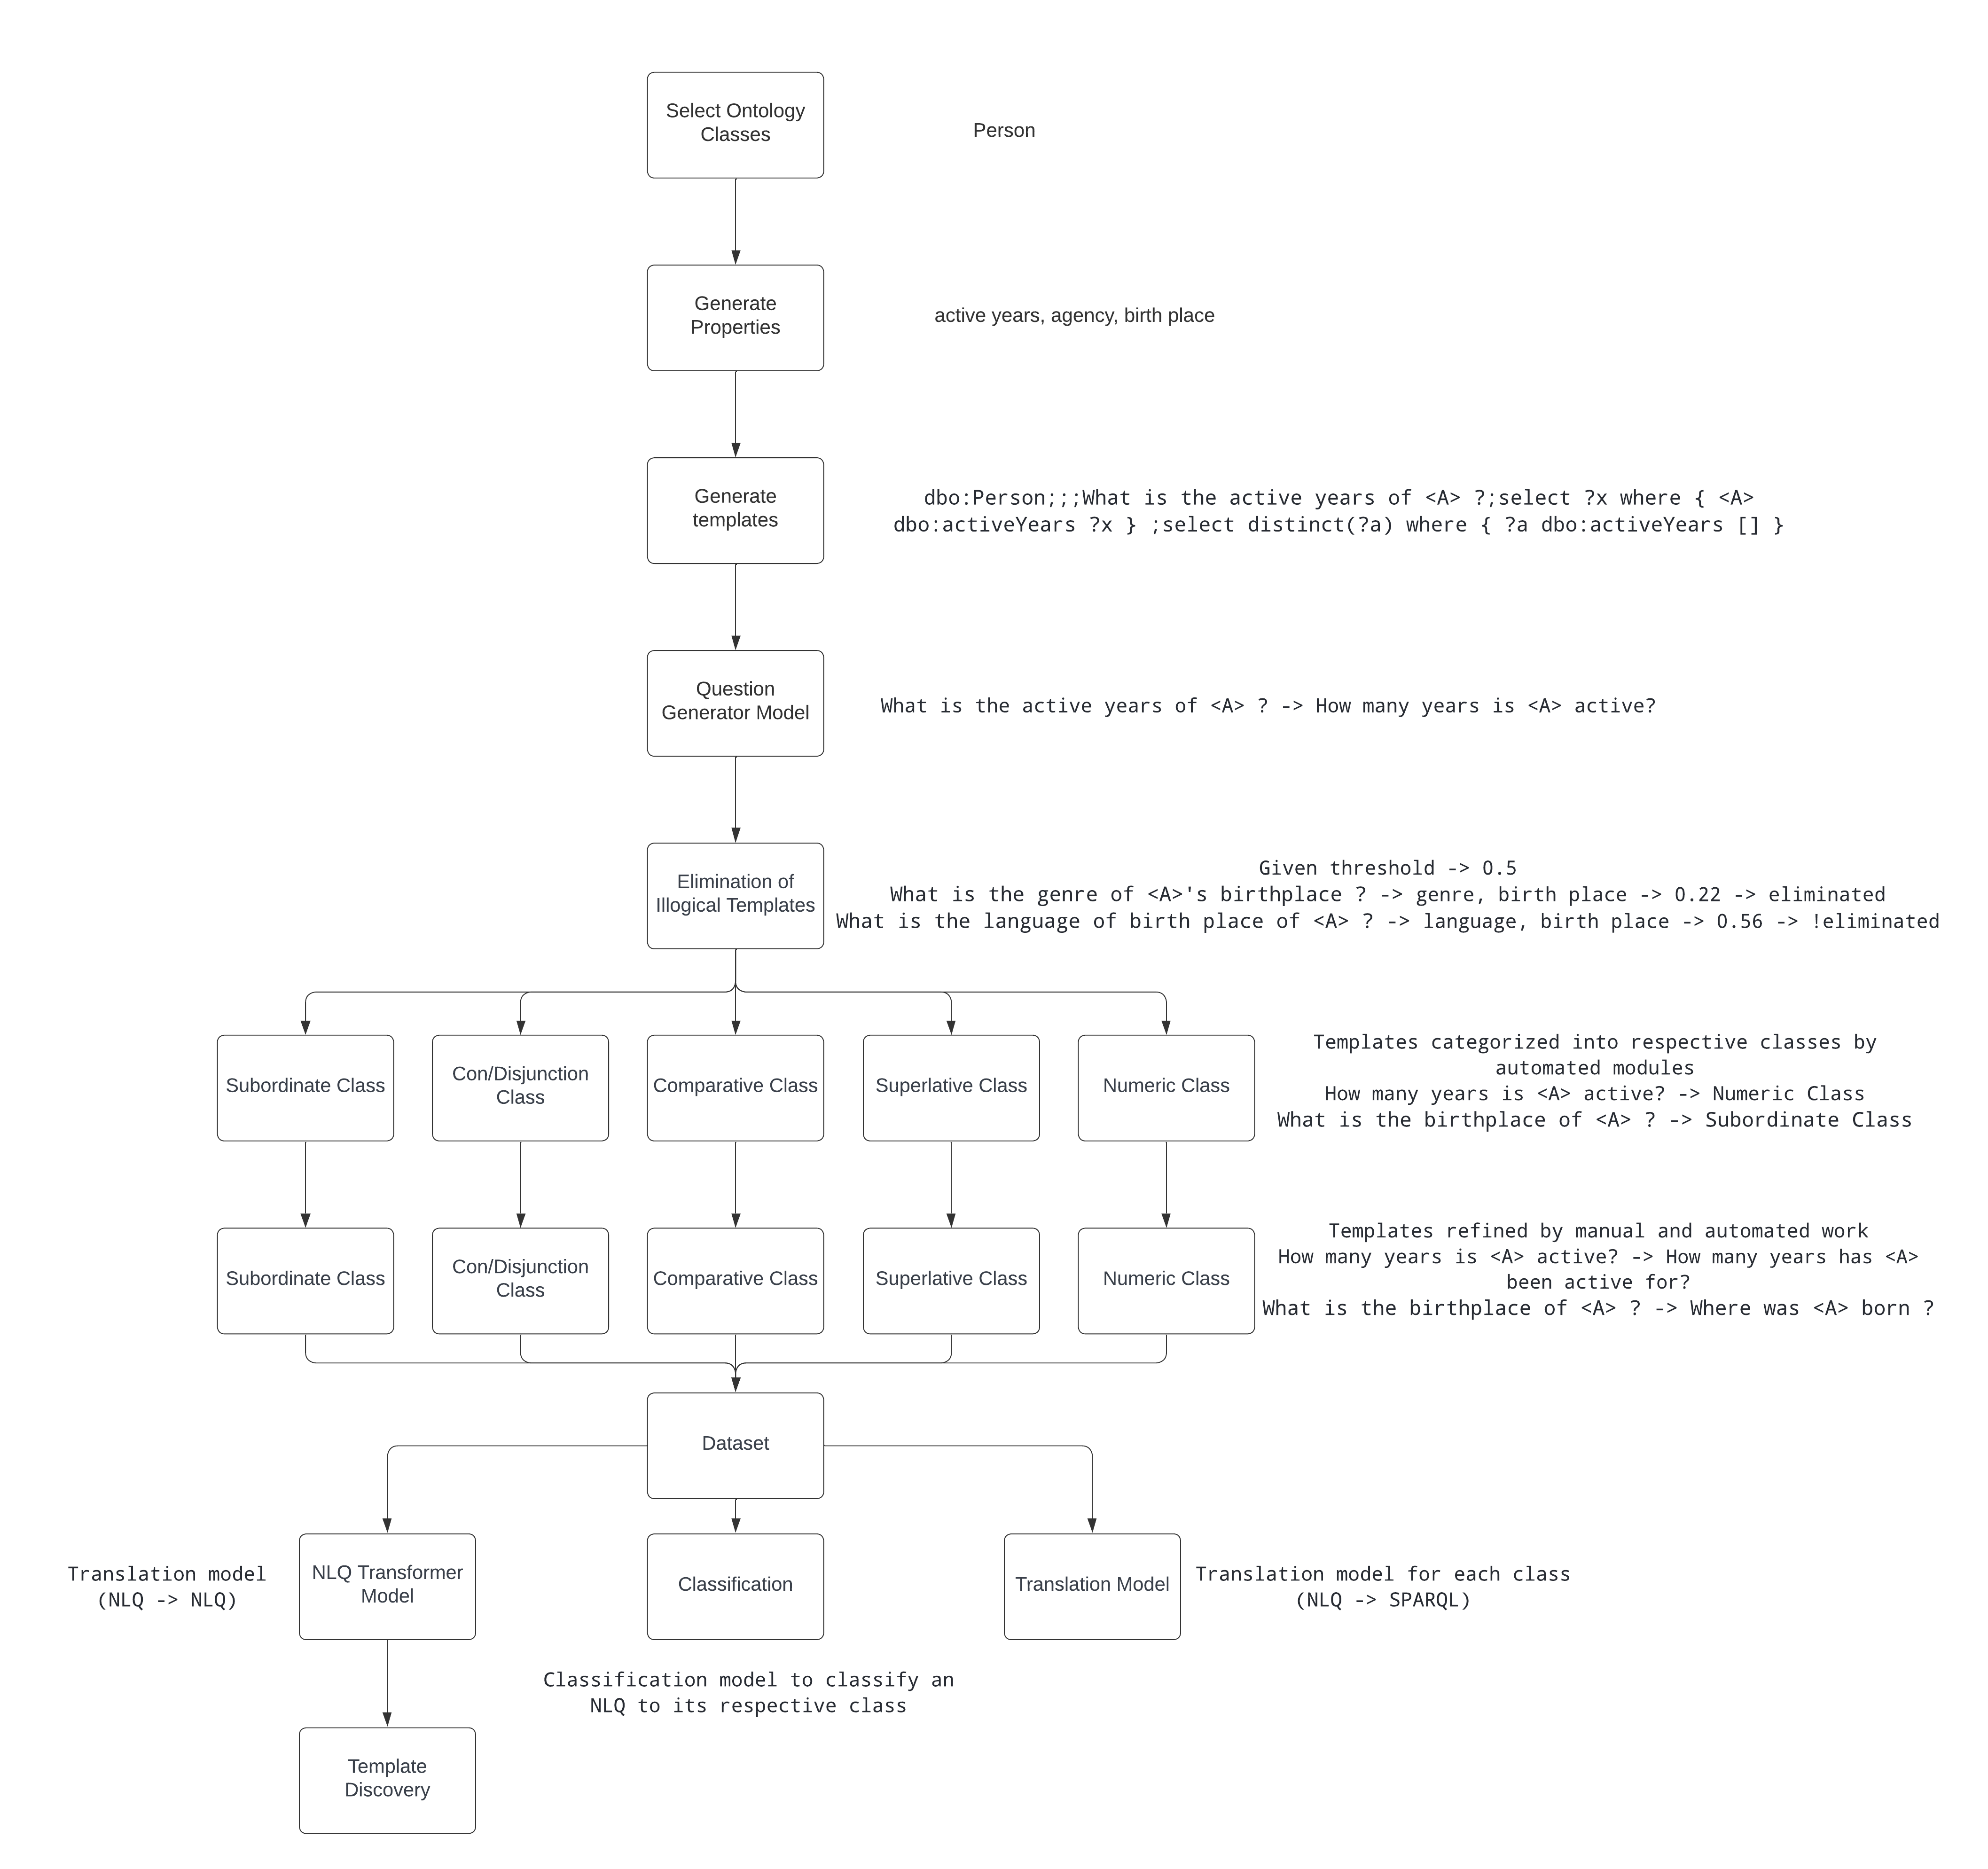 Select Ontology
Classes
Person
Generate
Properties
active years, agency, birth place
Generate
templates
dbo:Person;;;What is the active years of <A> ?;select ?x where { <A>
dbo:activeYears ?x } ;select distinct(?a) where { ?a dbo:activeYears [] }
Question
Generator Model
What is the active years of <A> ? -> How many years is <A> active?
Elimination of
Illogical Templates
Given threshold -> 0.5
What is the genre of <A>'s birthplace ? -> genre, birth place -> 0.22 -> eliminated
What is the language of birth place of <A> ? -> language, birth place -> 0.56 -> !eliminated
Subordinate Class
Con/Disjunction
Class
Comparative Class
Superlative Class
Numeric Class
Templates categorized into respective classes by
automated modules
How many years is <A> active? -> Numeric Class
What is the birthplace of <A> ? -> Subordinate Class
Subordinate Class
Con/Disjunction
Class
Comparative Class
Superlative Class
Numeric Class
Templates refined by manual and automated work
How many years is <A> active? -> How many years has <A>
been active for?
What is the birthplace of <A> ? -> Where was <A> born ?
Dataset
Translation model
(NLQ -> NLQ)
NLQ Transformer
Model
Classification
Translation Model
Translation model for each class
(NLQ -> SPARQL)
Classification model to classify an
NLQ to its respective class
Template
Discovery